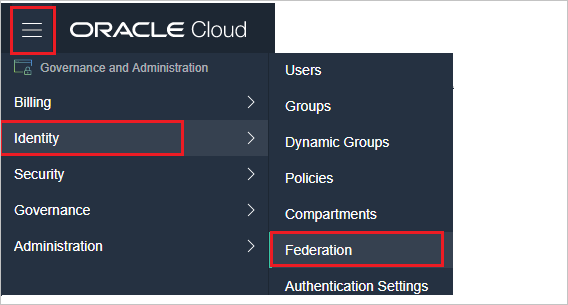 ORACLE Cloud
Governance and Administration
Billing
Identity
Security
Governance
Administration
Users
Groups
Dynamic Groups
Policies
Compartments
Federation
Authentication Settings